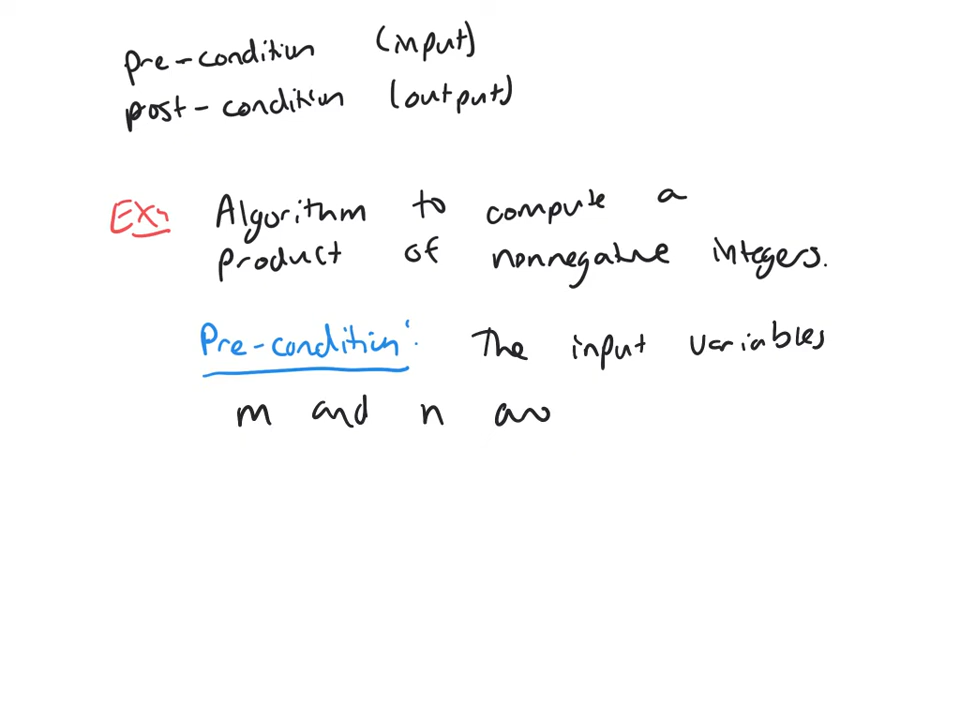 pre-condition (input)
post-condition (output)
Ex: Algorithm to compute a
product of nonnegative integers.
Pre-condition: The input variables
m and n are